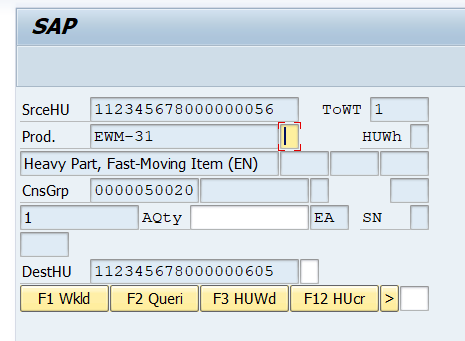 SAP
SrceHU 112345678000000056 ToWT 1
Prod. EWM-31 HUWh
Heavy Part, Fast-Moving Item (EN)
CnsGrp 0000050020
1 AQty EA SN
DestHU 112345678000000605
F1 Wkld F2 Queri F3 HUWd F12 HUcr >